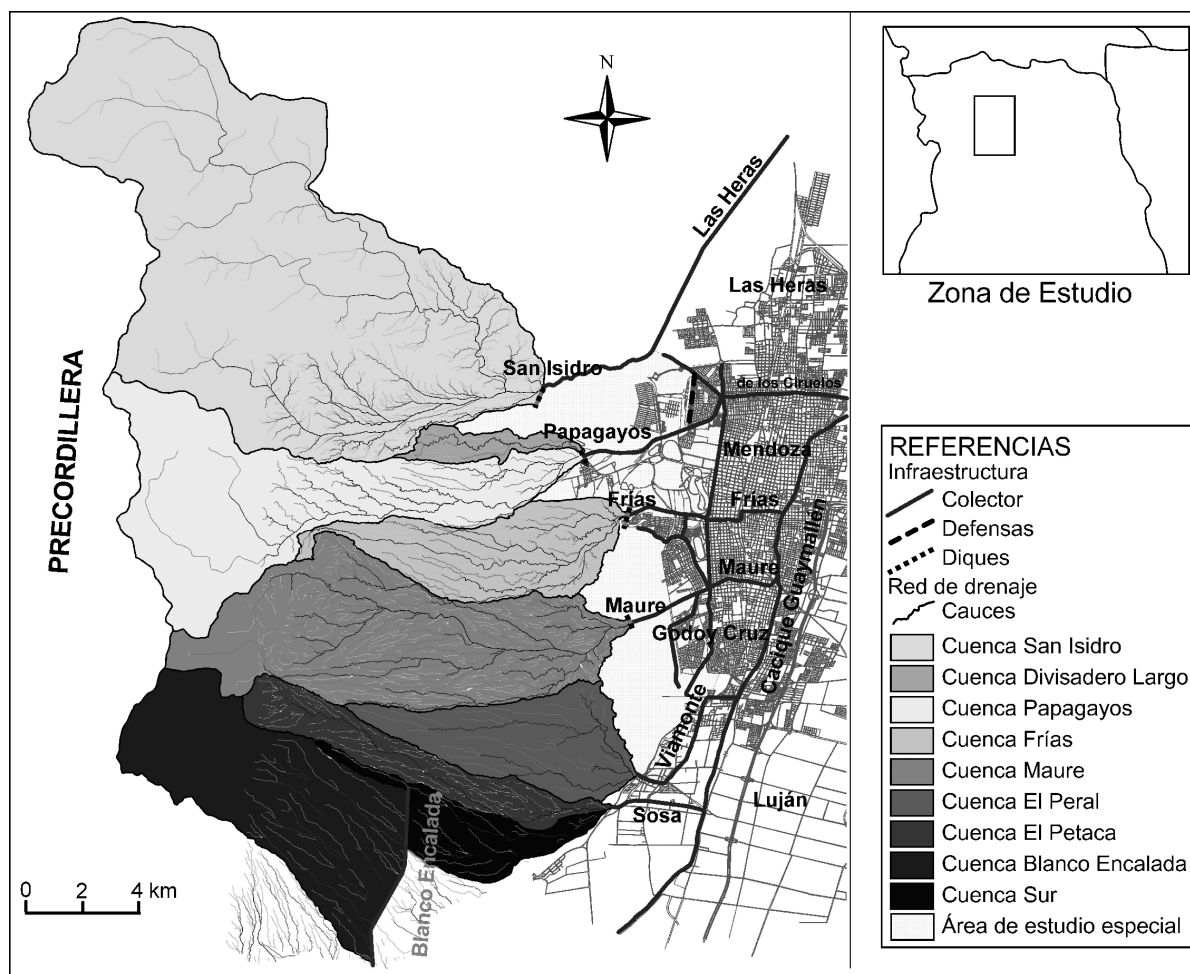 N
PRECORDILLERA
Las Heras
Las Heras
San Isidro
de los Ciruelos
Papagayos
Mendoza
Frías
Frías
Cacique Guaymallén
Maure
Maure
Godoy Cruz
Viamonte
Luján
Sosa
Blanco Encalada
0 2 4 km
Zona de Estudio
REFERENCIAS
Infraestructura
Colector
Defensas
Diques
Red de drenaje
Cauces
Cuenca San Isidro
Cuenca Divisadero Largo
Cuenca Papagayos
Cuenca Frías
Cuenca Maure
Cuenca El Peral
Cuenca El Petaca
Cuenca Blanco Encalada
Cuenca Sur
Área de estudio especial